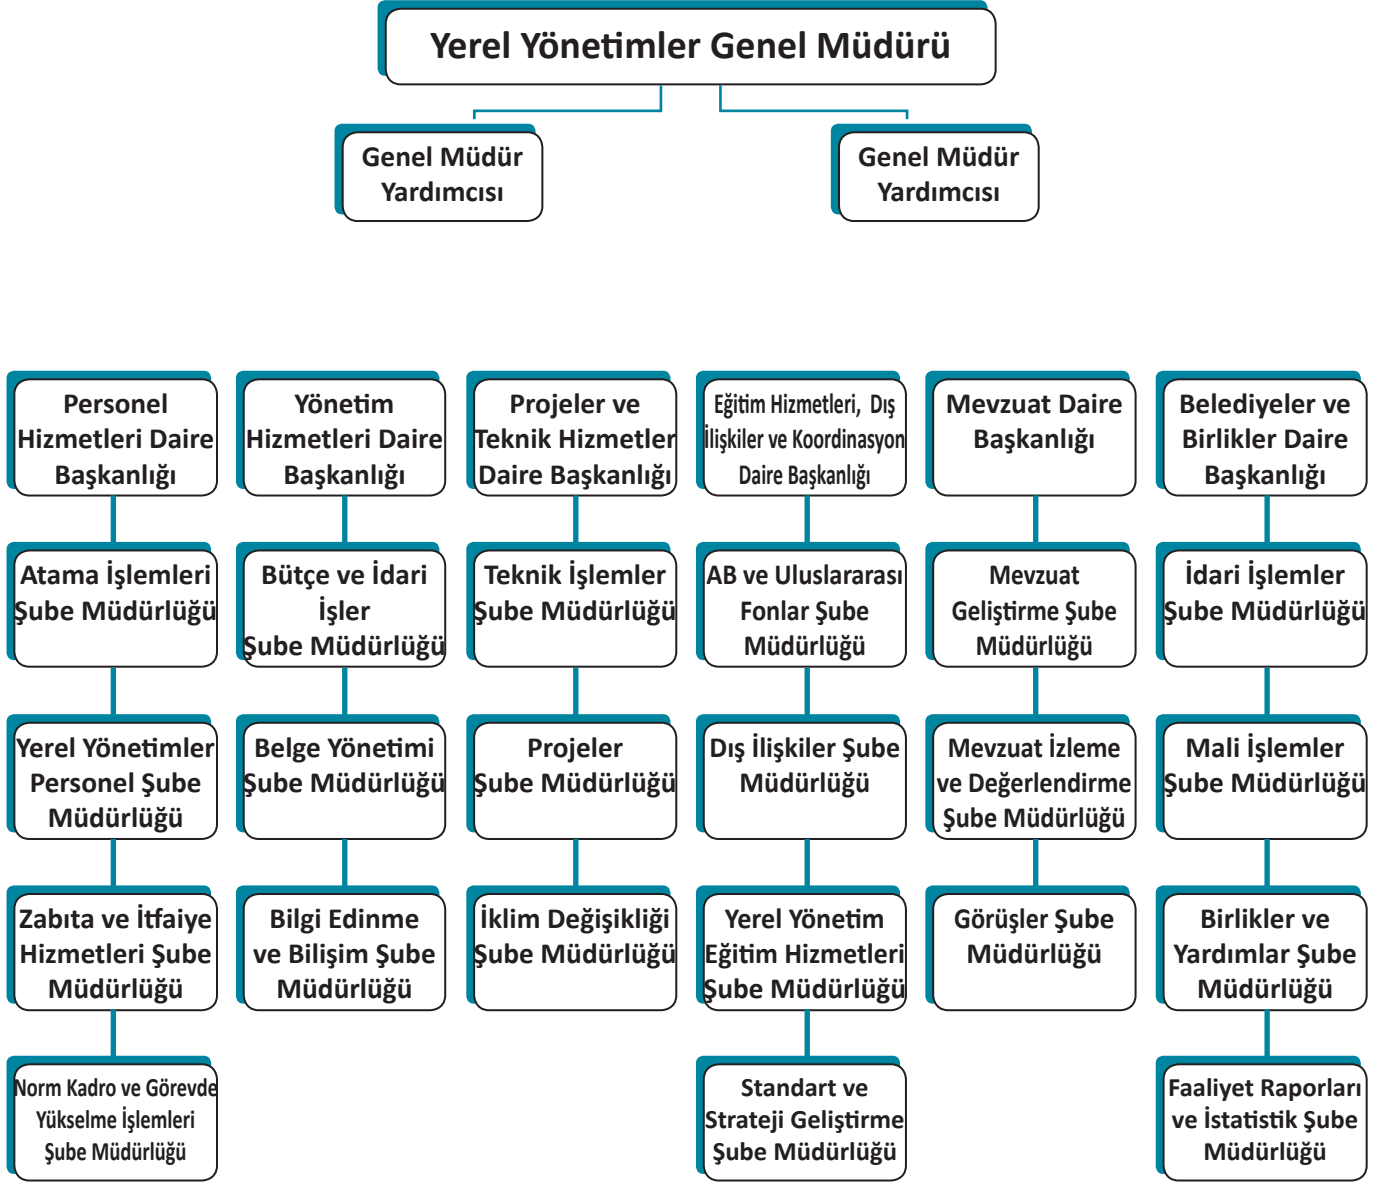 Yerel Yönetimler Genel Müdürü
Genel Müdür
Yardımcısı
Genel Müdür
Yardımcısı
Personel
Hizmetleri Daire
Başkanlığı
Yönetim
Hizmetleri Daire
Başkanlığı
Projeler ve
Teknik Hizmetler
Daire Başkanlığı
Eğitim Hizmetleri, Dış
İlişkiler ve Koordinasyon
Daire Başkanlığı
Mevzuat Daire
Başkanlığı
Belediyeler ve
Birlikler Daire
Başkanlığı
Atama İşlemleri
Şube Müdürlüğü
Bütçe ve İdari
İşler
Şube Müdürlüğü
Teknik İşlemler
Şube Müdürlüğü
AB ve Uluslararası
Fonlar Şube
Müdürlüğü
Mevzuat
Geliştirme Şube
Müdürlüğü
İdari İşlemler
Şube Müdürlüğü
Yerel Yönetimler
Personel Şube
Müdürlüğü
Belge Yönetimi
Şube Müdürlüğü
Projeler
Şube Müdürlüğü
Dış İlişkiler Şube
Müdürlüğü
Mevzuat İzleme
ve Değerlendirme
Şube Müdürlüğü
Mali İşlemler
Şube Müdürlüğü
Zabıta ve İtfaiye
Hizmetleri Şube
Müdürlüğü
Bilgi Edinme
ve Bilişim Şube
Müdürlüğü
İklim Değişikliği
Şube Müdürlüğü
Yerel Yönetim
Eğitim Hizmetleri
Şube Müdürlüğü
Görüşler Şube
Müdürlüğü
Birlikler ve
Yardımlar Şube
Müdürlüğü
Norm Kadro ve Görevde
Yükselme İşlemleri
Şube Müdürlüğü
Standart ve
Strateji Geliştirme
Şube Müdürlüğü
Faaliyet Raporları
ve İstatistik Şube
Müdürlüğü